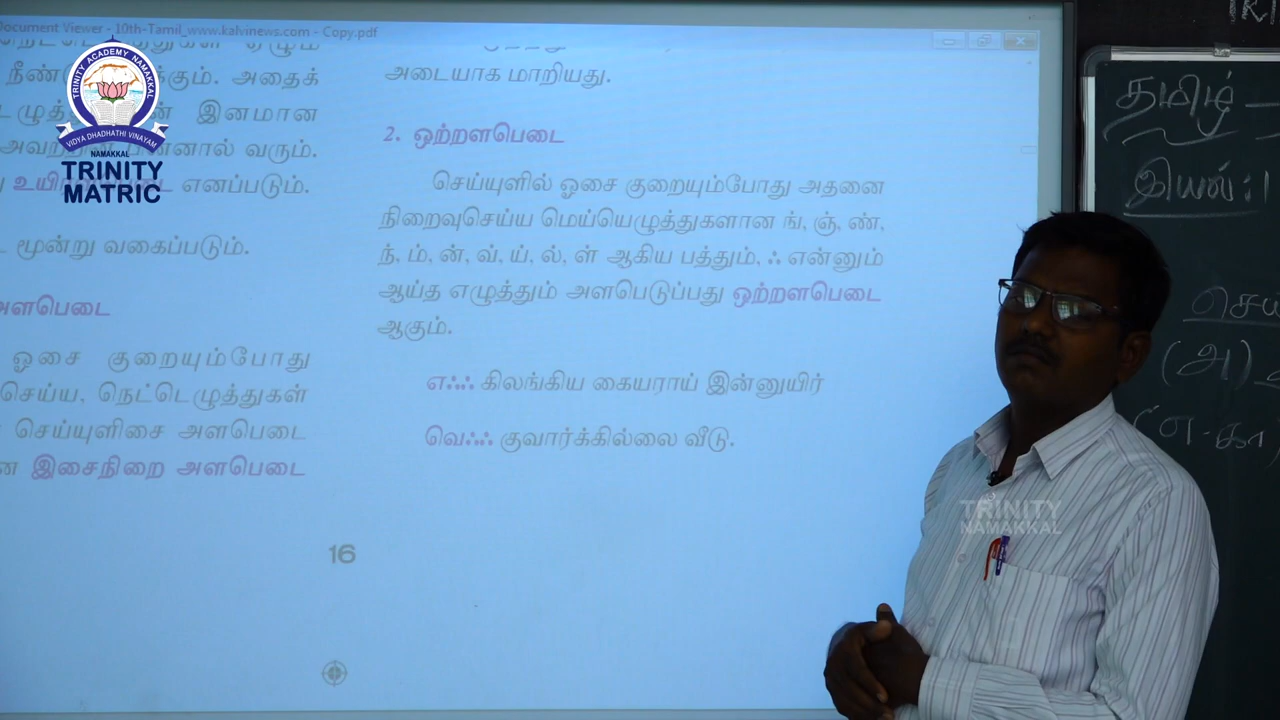 Document Viewer - 10th-Tamil_www.kalvinews.com - Copy.pdf
TRINITY ACADEMY NAMAKKAL
VIDYA DHADHATHI VINAYAM
NAMAKKAL
TRINITY
MATRIC
ஏழும்
அதைக்
இனமான
வரும்.
எனப்படும்.
மூன்று வகைப்படும்.
அளபெடை
ஓசை குறையும்போது
செய்ய, நெட்டெழுத்துகள்
செய்யுளிசை அளபெடை
இசைநிறை அளபெடை
அடையாக மாறியது.
2. ஒற்றளபெடை
செய்யுளில் ஓசை குறையும்போது அதனை
நிறைவுசெய்ய மெய்யெழுத்துகளான ங், ஞ், ண்,
ந், ம், ன், வ், ய், ல், ள் ஆகிய பத்தும், ஃ என்னும்
ஆய்த எழுத்தும் அளபெடுப்பது ஒற்றளபெடை
ஆகும்.
எஃஃ கிலங்கிய கையராய் இன்னுயிர்
வெஃஃ குவார்க்கில்லை வீடு.
16
தமிழ் –
இயல் : 1
(அ)
TRINITY
NAMAKKAL